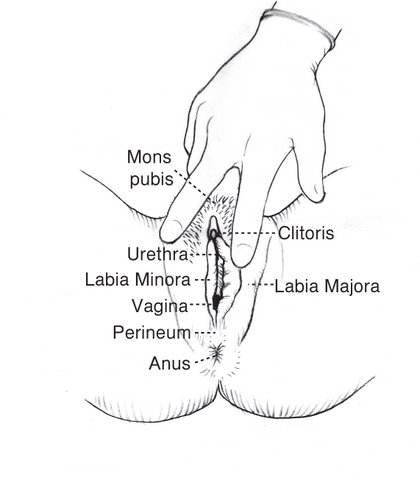 Mons
pubis
Clitoris
Urethra
Labia Minora
Labia Majora
Vagina
Perineum
Anus